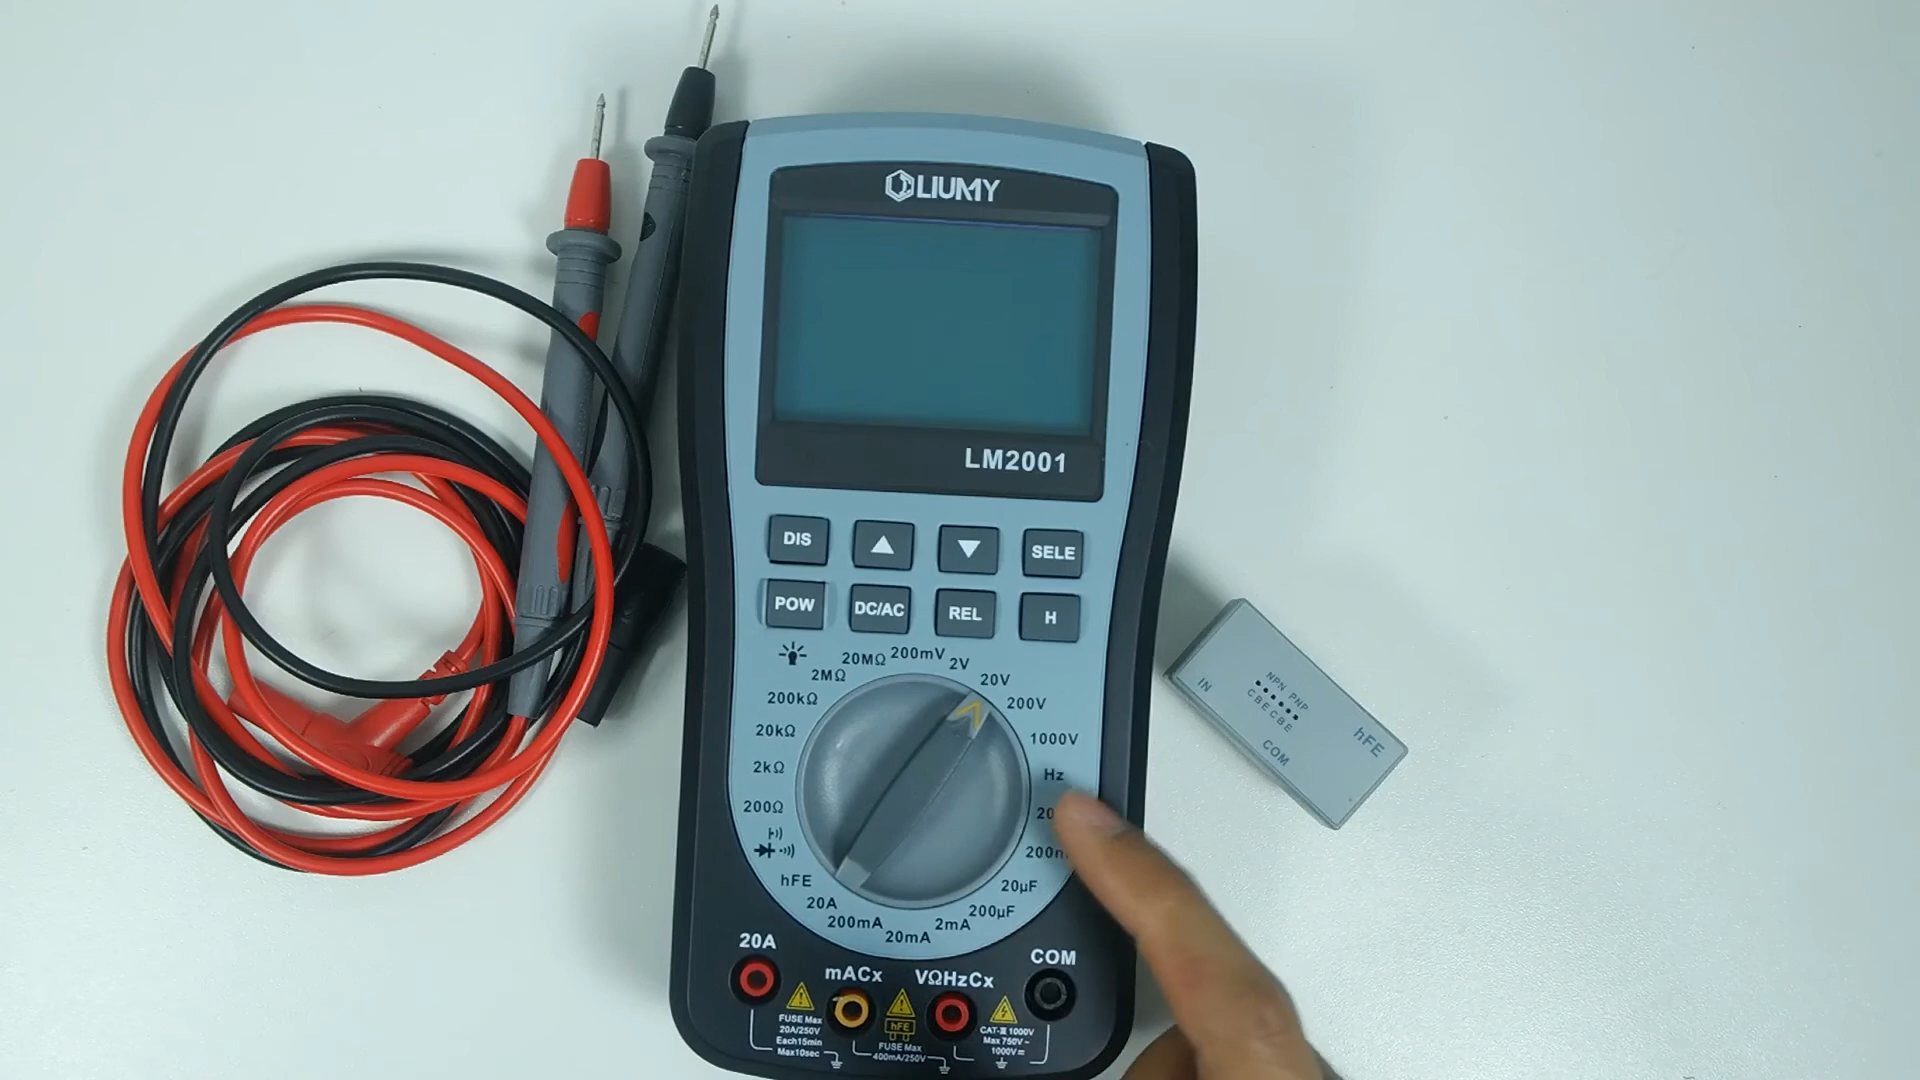 LIUMY
LM2001
DIS ▲ ▼ SELE
POW DC/AC REL H
20MΩ 200mV 2V
2MΩ 20V
200kΩ 200V
20kΩ 1000V
2kΩ Hz
200Ω
hFE 20µF
20A 200µF
200mA 20mA 2mA
20A mACx VΩHzCx COM
FUSE Max
20A/250V
Each15min
Max10sec
hFE
FUSE Max
400mA/250V
CAT-Ⅲ 1000V
Max 750V~
1000V⎓
NPN PNP
IN
CBECBE
COM
hFE